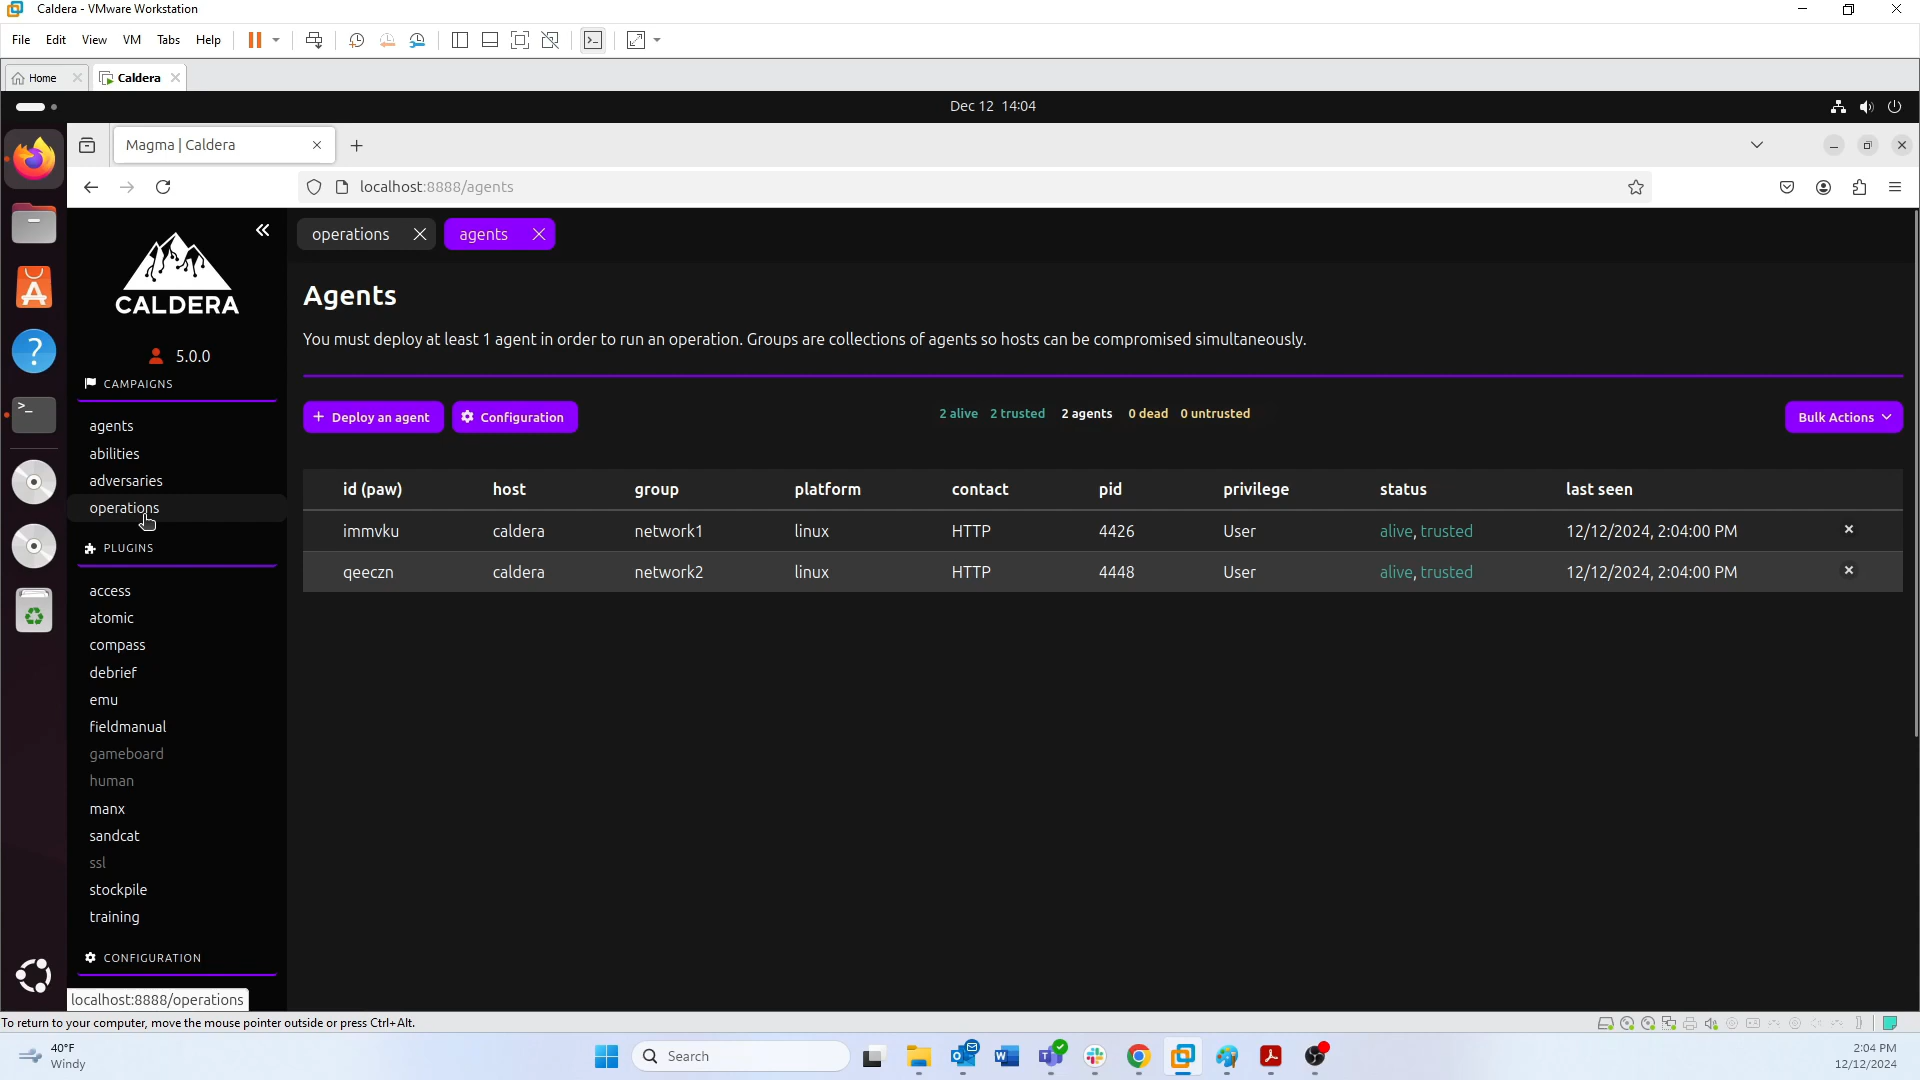 Caldera - VMware Workstation
File Edit View VM Tabs Help
Home Caldera
Dec 12 14:04
Magma | Caldera
localhost:8888/agents
CALDERA
5.0.0
CAMPAIGNS
agents
abilities
adversaries
operations
PLUGINS
access
atomic
compass
debrief
emu
fieldmanual
gameboard
human
manx
sandcat
ssl
stockpile
training
CONFIGURATION
localhost:8888/operations
operations agents
Agents
You must deploy at least 1 agent in order to run an operation. Groups are collections of agents so hosts can be compromised simultaneously.
+ Deploy an agent Configuration 2 alive 2 trusted 2 agents 0 dead 0 untrusted Bulk Actions
id (paw) host group platform contact pid privilege status last seen
immvku caldera network1 linux HTTP 4426 User alive, trusted 12/12/2024, 2:04:00 PM
qeeczn caldera network2 linux HTTP 4448 User alive, trusted 12/12/2024, 2:04:00 PM
To return to your computer, move the mouse pointer outside or press Ctrl+Alt.
40°F
Windy
Search
2:04 PM
12/12/2024